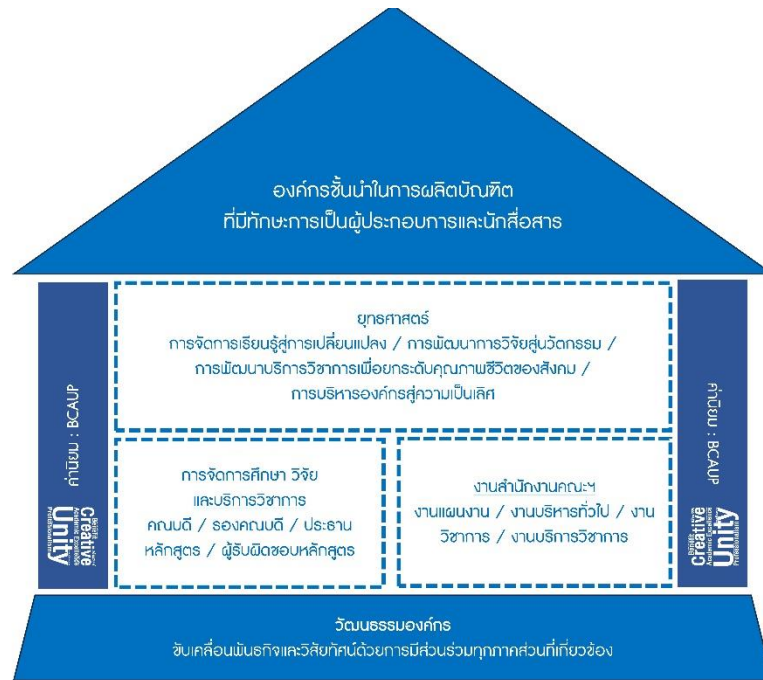 องค์กรชั้นนำในการผลิตบัณฑิต
ที่มีทักษะการเป็นผู้ประกอบการและนักสื่อสาร
ยุทธศาสตร์
การจัดการเรียนรู้สู่การเปลี่ยนแปลง / การพัฒนาการวิจัยสู่นวัตกรรม /
การพัฒนาบริการวิชาการเพื่อยกระดับคุณภาพชีวิตของสังคม /
การบริหารองค์กรสู่ความเป็นเลิศ
ค่านิยม : BCAUP
Creative
Academic Excellence
Unity
Professionalism
การจัดการศึกษา วิจัย
และบริการวิชาการ
คณบดี / รองคณบดี / ประธาน
หลักสูตร / ผู้รับผิดชอบหลักสูตร
งานสำนักงานคณะฯ
งานแผนงาน / งานบริหารทั่วไป / งาน
วิชาการ / งานบริการวิชาการ
ค่านิยม : BCAUP
Creative
Academic Excellence
Unity
Professionalism
วัฒนธรรมองค์กร
ขับเคลื่อนพันธกิจและวิสัยทัศน์ด้วยการมีส่วนร่วมทุกภาคส่วนที่เกี่ยวข้อง